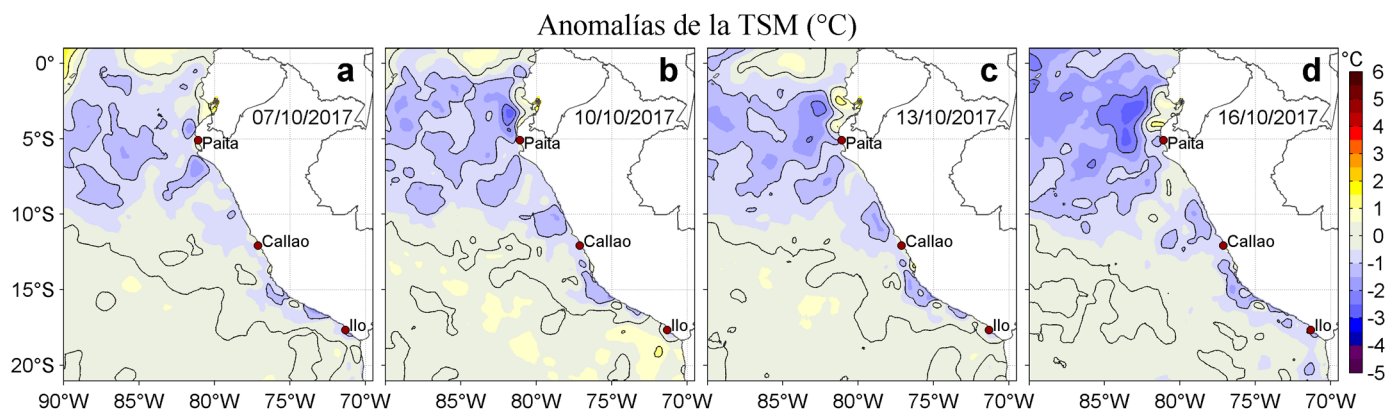 Anomalías de la TSM (°C)
a
07/10/2017
Paita
Callao
Ilo
b
10/10/2017
Paita
Callao
Ilo
c
13/10/2017
Paita
Callao
Ilo
d
16/10/2017
Paita
Callao
Ilo
0°
5°S
10°S
15°S
20°S
90°W 85°W 80°W 75°W 70°W
85°W 80°W 75°W 70°W
85°W 80°W 75°W 70°W
85°W 80°W 75°W 70°W
°C
6
5
4
3
2
1
0
-1
-2
-3
-4
-5